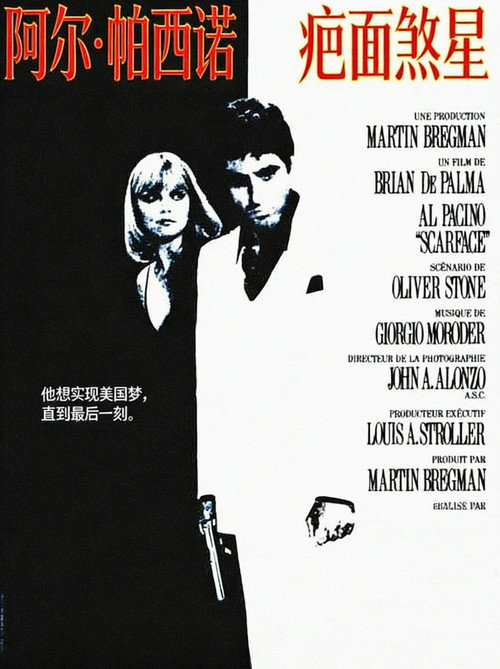 阿尔·帕西诺
疤面煞星
UNE PRODUCTION
MARTIN BREGMAN
UN FILM DE
BRIAN DE PALMA
AL PACINO
"SCARFACE"
SCÉNARIO DE
OLIVER STONE
MUSIQUE DE
GIORGIO MORODER
DIRECTEUR DE LA PHOTOGRAPHIE
JOHN A. ALONZO
A.S.C.
PRODUCTEUR EXÉCUTIF
LOUIS A. STROLLER
PRODUIT PAR
MARTIN BREGMAN
他想实现美国梦，
直到最后一刻。